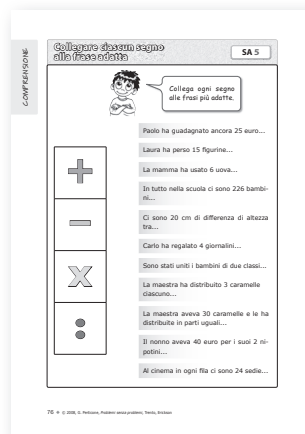 COMPRENSIONE
Collegare ciascun segno
alla frase adatta
SA 5
Collega ogni segno
alle frasi più adatte.
Paolo ha guadagnato ancora 25 euro...
Laura ha perso 15 figurine...
La mamma ha usato 6 uova...
In tutto nella scuola ci sono 226 bambi-
ni...
Ci sono 20 cm di differenza di altezza
tra...
Carlo ha regalato 4 giornalini...
Sono stati uniti i bambini di due classi...
La maestra ha distribuito 3 caramelle
ciascuno...
La maestra aveva 30 caramelle e le ha
distribuite in parti uguali...
Il nonno aveva 40 euro per i suoi 2 ni-
potini...
Al cinema in ogni fila ci sono 24 sedie...
+
−
X
:
76 • © 2008, G. Perticone, Problemi senza problemi, Trento, Erickson